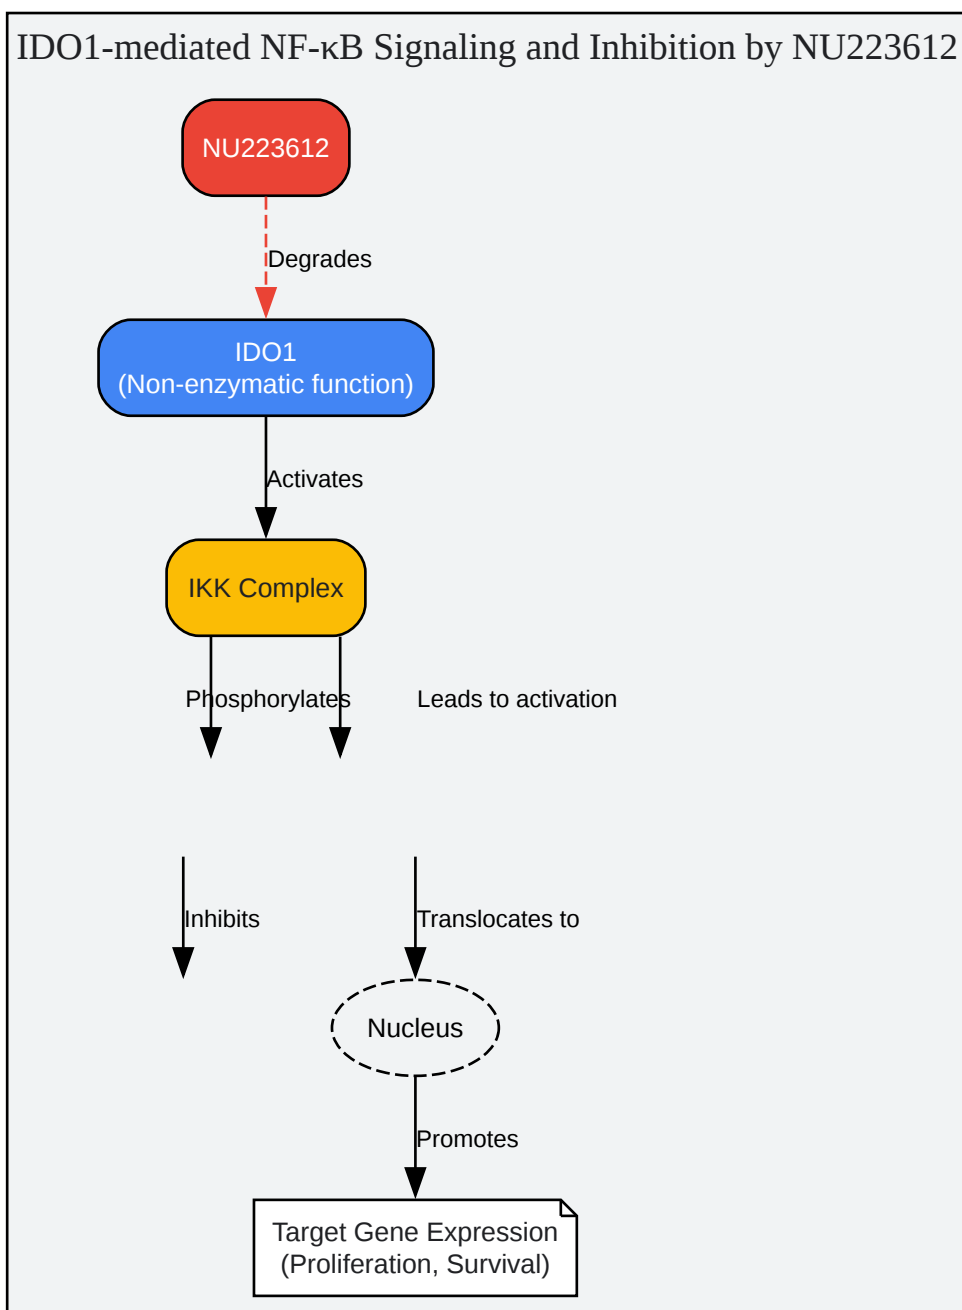 IDO1-mediated NF-κB Signaling and Inhibition by NU223612
NU223612
Degrades
IDO1
(Non-enzymatic function)
Activates
IKK Complex
Phosphorylates
Leads to activation
Inhibits
Translocates to
Nucleus
Promotes
Target Gene Expression
(Proliferation, Survival)